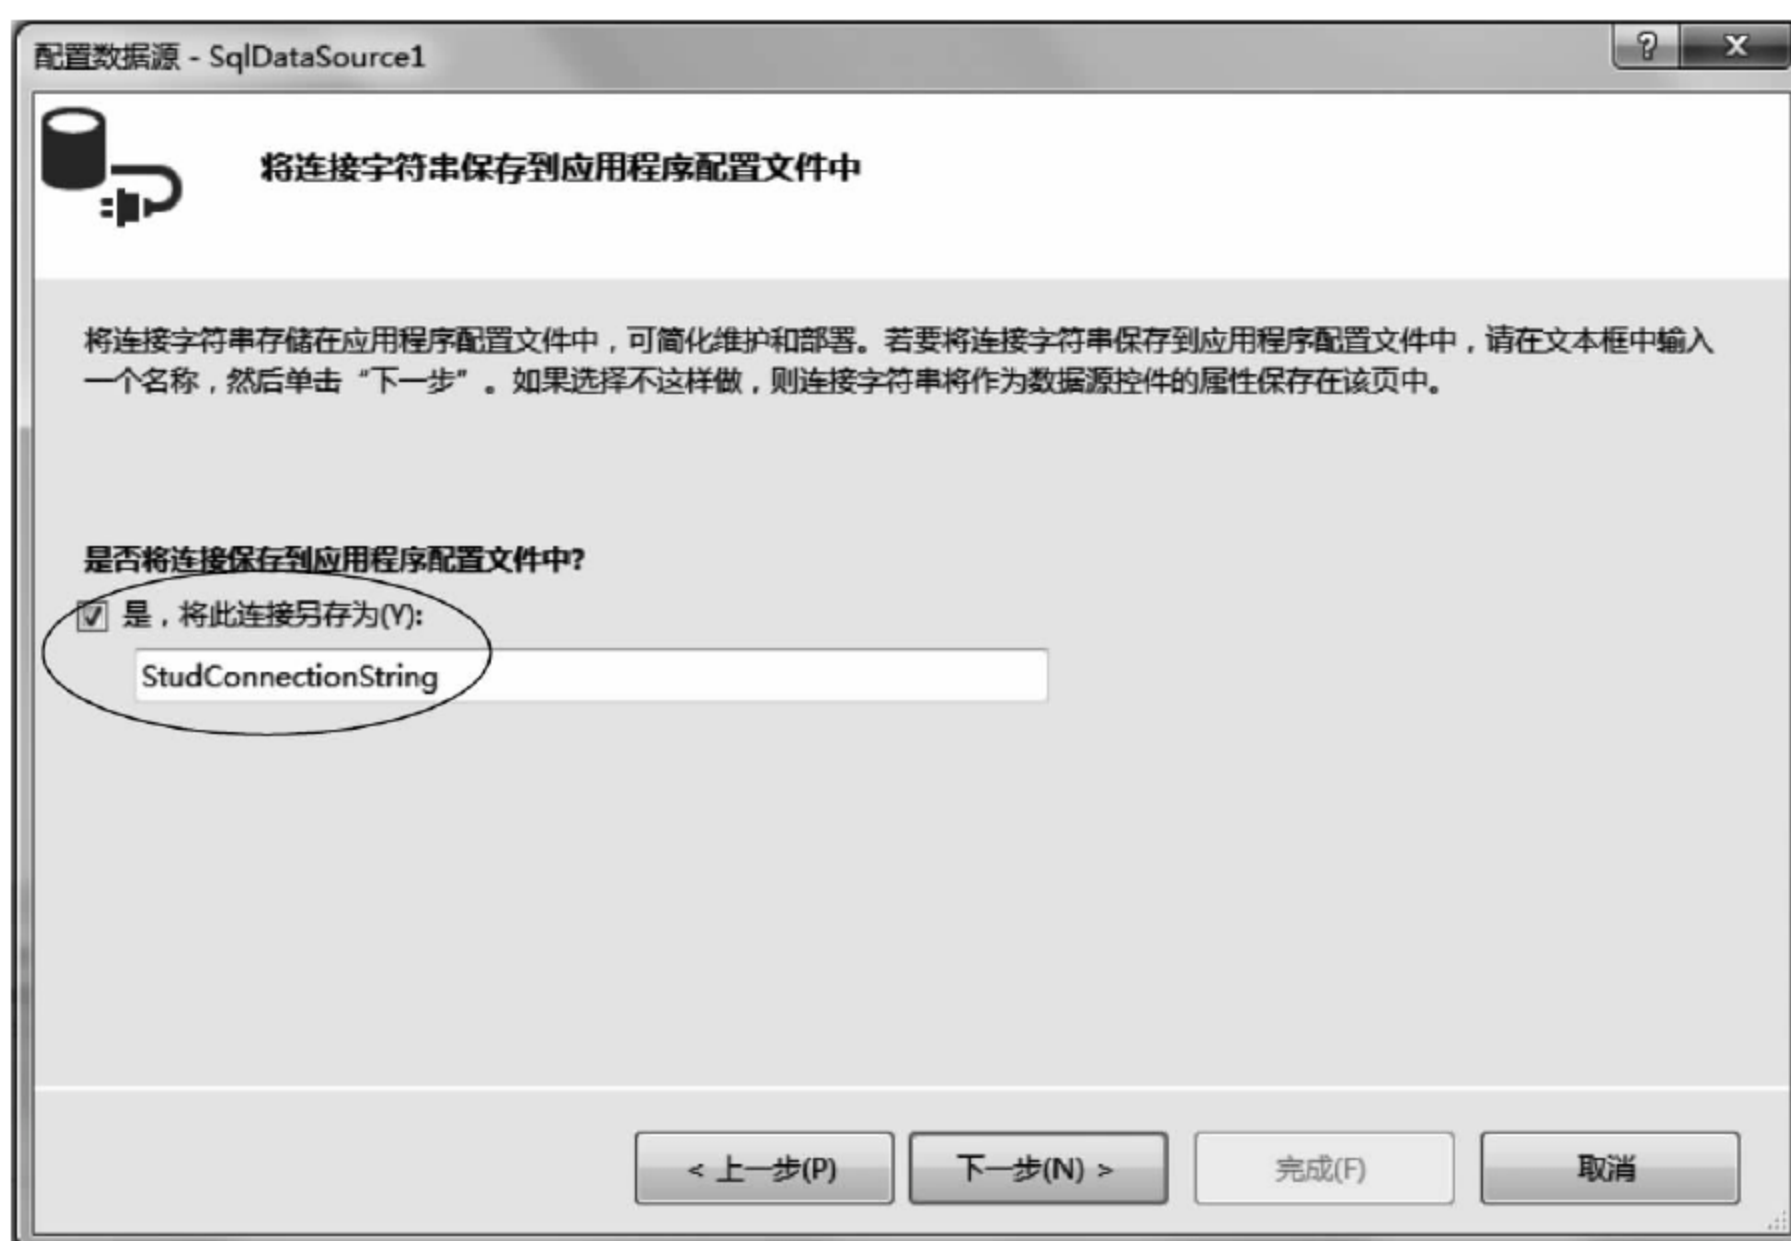 配置数据源 - SqlDataSource1
将连接字符串保存到应用程序配置文件中
将连接字符串存储在应用程序配置文件中，可简化维护和部署。若要将连接字符串保存到应用程序配置文件中，请在文本框中输入
一个名称，然后单击“下一步”。如果选择不这样做，则连接字符串将作为数据源控件的属性保存在该页中。
是否将连接保存到应用程序配置文件中?
是，将此连接另存为(Y):
StudConnectionString
< 上一步(P) 下一步(N) > 完成(F) 取消